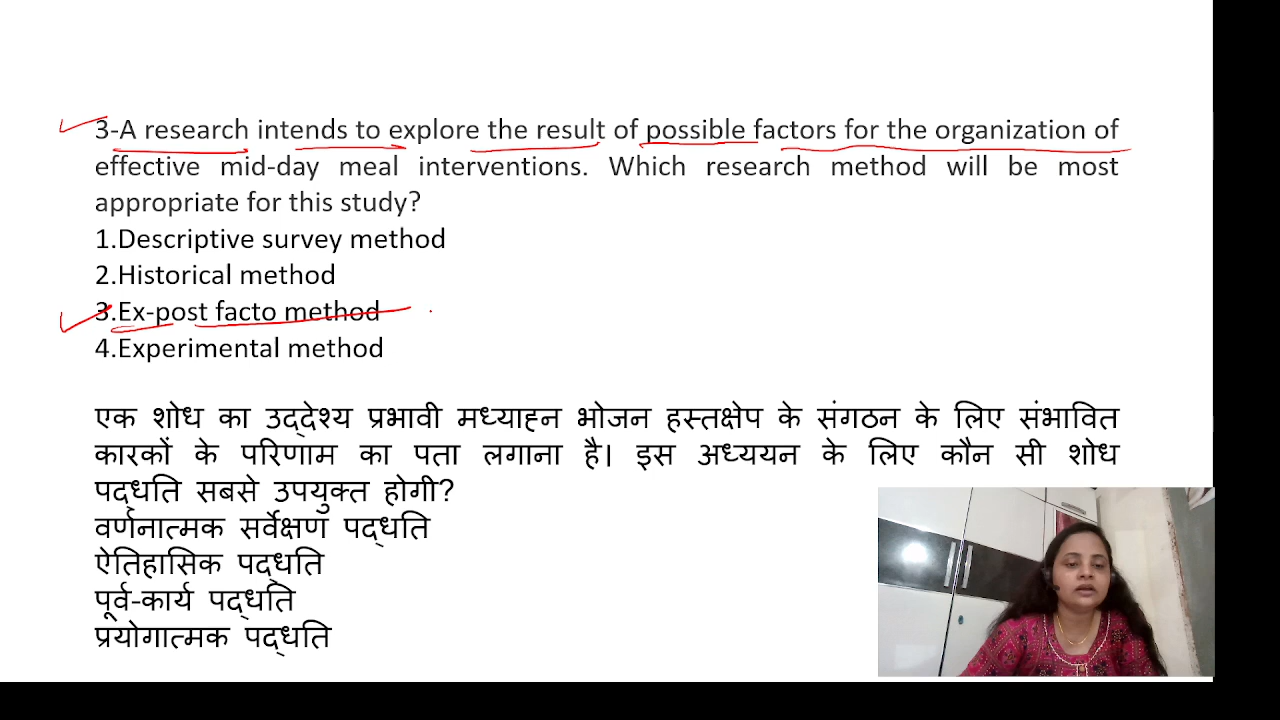 3-A research intends to explore the result of possible factors for the organization of
effective mid-day meal interventions. Which research method will be most
appropriate for this study?
1.Descriptive survey method
2.Historical method
3.Ex-post facto method
4.Experimental method
एक शोध का उद्देश्य प्रभावी मध्याह्न भोजन हस्तक्षेप के संगठन के लिए संभावित
कारकों के परिणाम का पता लगाना है। इस अध्ययन के लिए कौन सी शोध
पद्धति सबसे उपयुक्त होगी?
वर्णनात्मक सर्वेक्षण पद्धति
ऐतिहासिक पद्धति
पूर्व-कार्य पद्धति
प्रयोगात्मक पद्धति